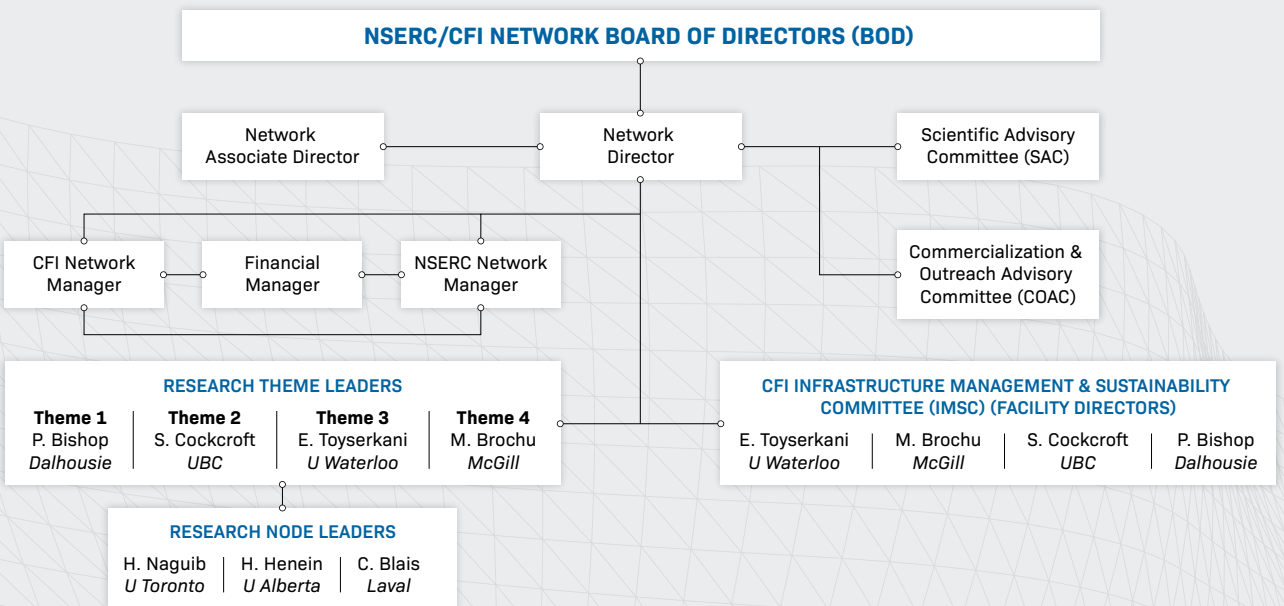 NSERC/CFI NETWORK BOARD OF DIRECTORS (BOD)
Network
Associate Director
Network
Director
Scientific Advisory
Committee (SAC)
CFI Network
Manager
Financial
Manager
NSERC Network
Manager
Commercialization &
Outreach Advisory
Committee (COAC)
RESEARCH THEME LEADERS
Theme 1
P. Bishop
Dalhousie
Theme 2
S. Cockcroft
UBC
Theme 3
E. Toyserkani
U Waterloo
Theme 4
M. Brochu
McGill
CFI INFRASTRUCTURE MANAGEMENT & SUSTAINABILITY
COMMITTEE (IMSC) (FACILITY DIRECTORS)
E. Toyserkani
U Waterloo
M. Brochu
McGill
S. Cockcroft
UBC
P. Bishop
Dalhousie
RESEARCH NODE LEADERS
H. Naguib
U Toronto
H. Henein
U Alberta
C. Blais
Laval